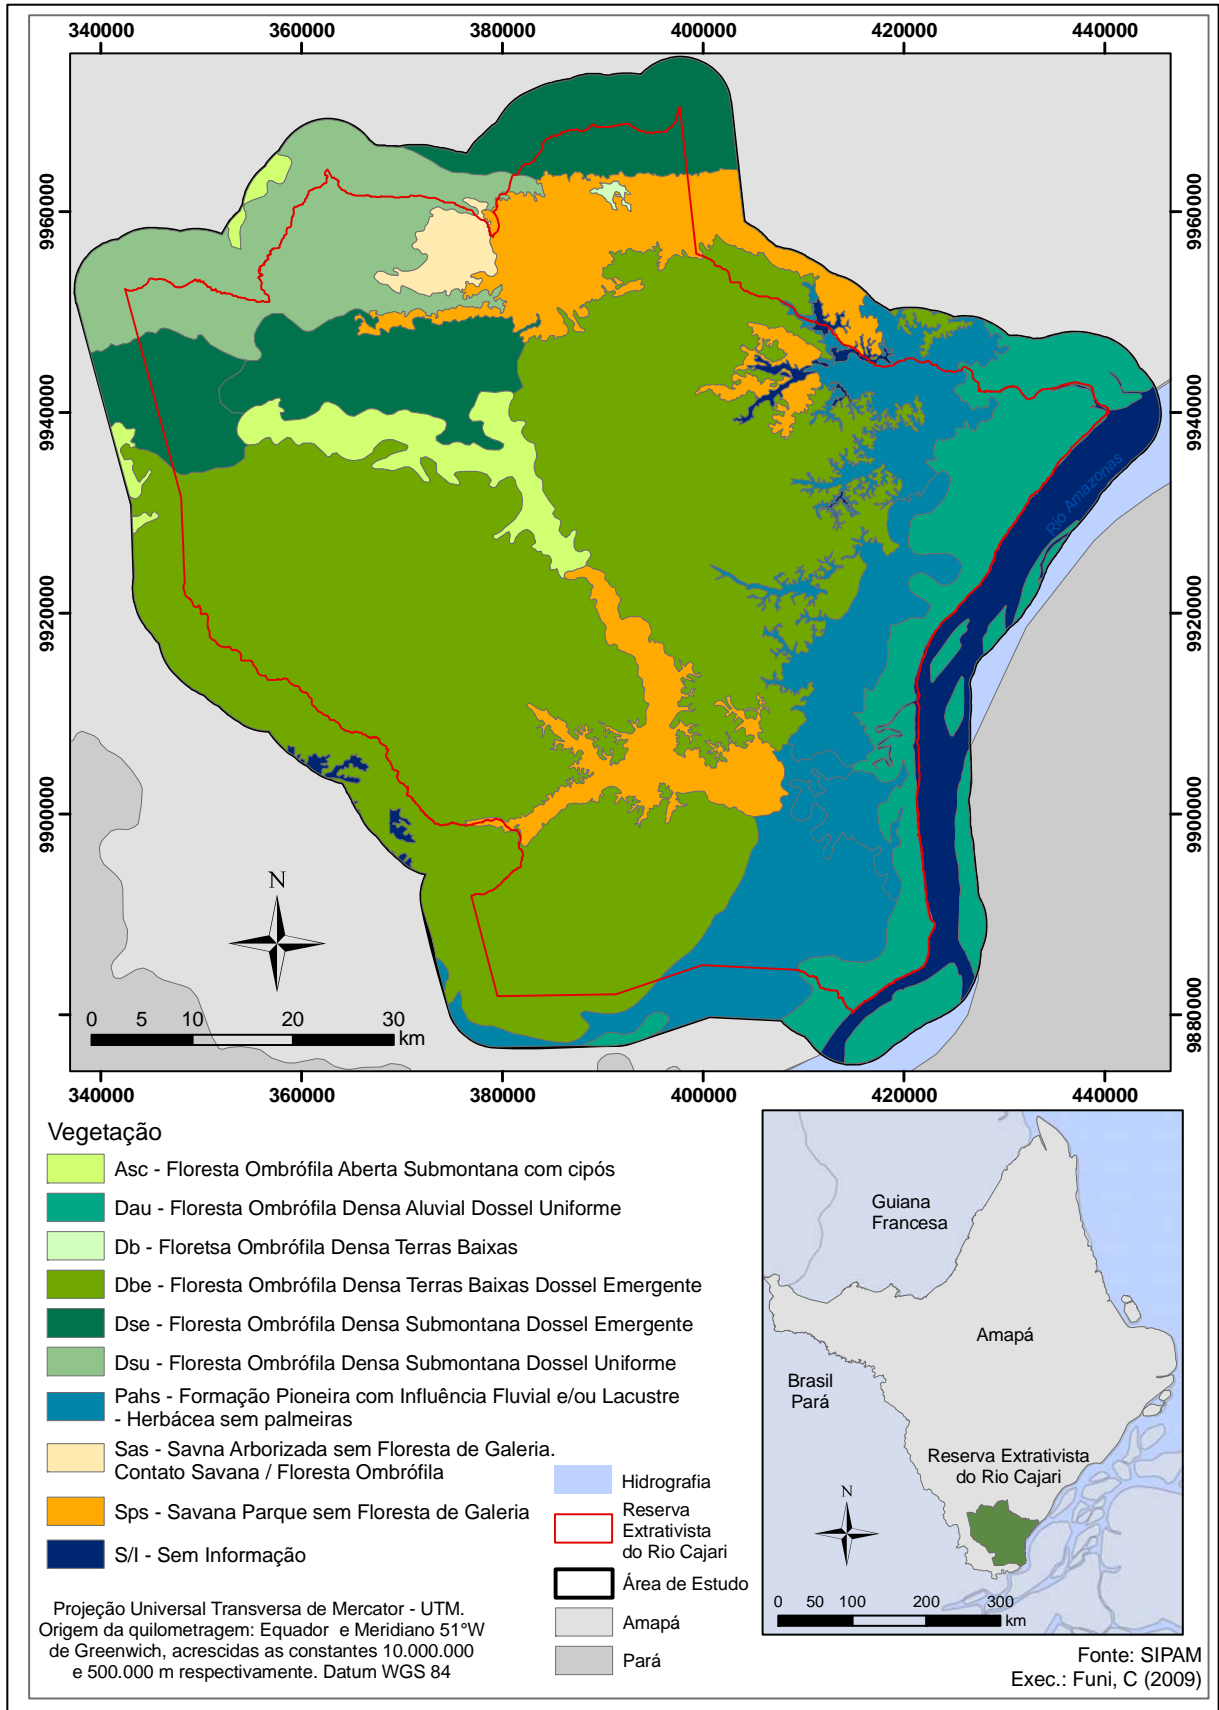 340000 360000 380000 400000 420000 440000
9960000
9940000
9920000
9900000
9960000
9940000
9920000
9900000
9880000
Rio Amazonas
N
0 5 10 20 30
km
340000 360000 380000 400000 420000 440000
Vegetação
Asc - Floresta Ombrófila Aberta Submontana com cipós
Dau - Floresta Ombrófila Densa Aluvial Dossel Uniforme
Db - Floretsa Ombrófila Densa Terras Baixas
Dbe - Floresta Ombrófila Densa Terras Baixas Dossel Emergente
Dse - Floresta Ombrófila Densa Submontana Dossel Emergente
Dsu - Floresta Ombrófila Densa Submontana Dossel Uniforme
Pahs - Formação Pioneira com Influência Fluvial e/ou Lacustre
- Herbácea sem palmeiras
Sas - Savna Arborizada sem Floresta de Galeria.
Contato Savana / Floresta Ombrófila
Sps - Savana Parque sem Floresta de Galeria
S/I - Sem Informação
Hidrografia
Reserva
Extrativista
do Rio Cajari
Área de Estudo
Amapá
Pará
Projeção Universal Transversa de Mercator - UTM.
Origem da quilometragem: Equador e Meridiano 51°W
de Greenwich, acrescidas as constantes 10.000.000
e 500.000 m respectivamente. Datum WGS 84
Guiana
Francesa
Amapá
Brasil
Pará
Reserva Extrativista
do Rio Cajari
N
0 50 100 200 300
km
Fonte: SIPAM
Exec.: Funi, C (2009)